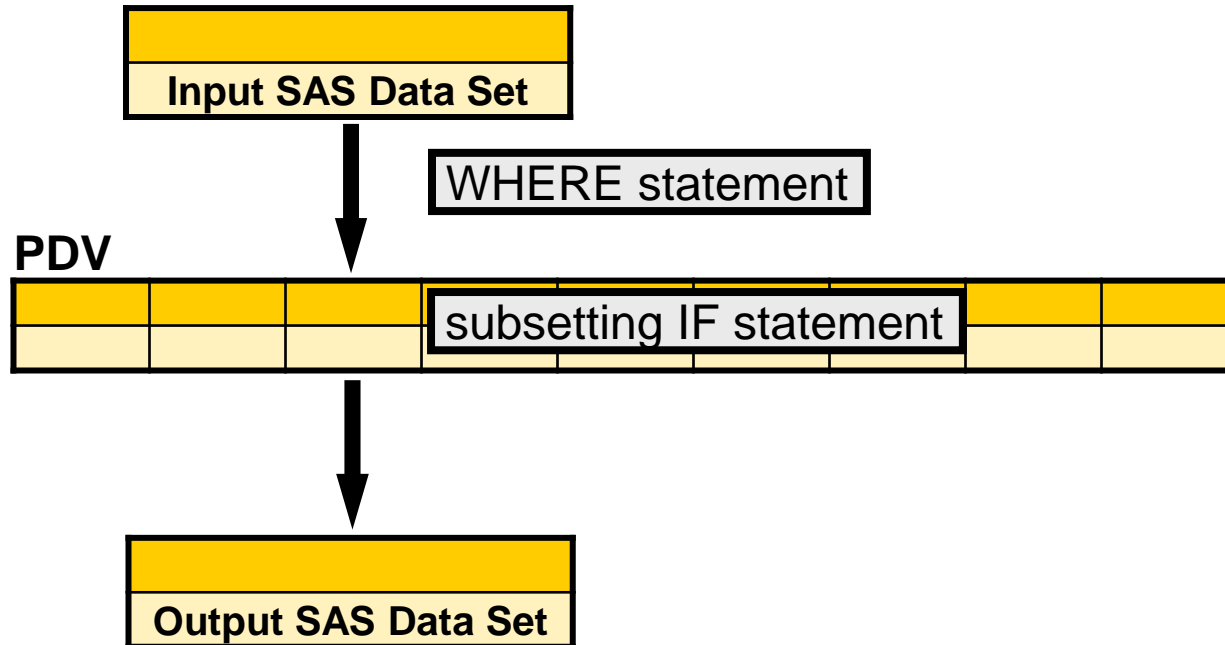 Input SAS Data Set
WHERE statement
PDV
subsetting IF statement
Output SAS Data Set